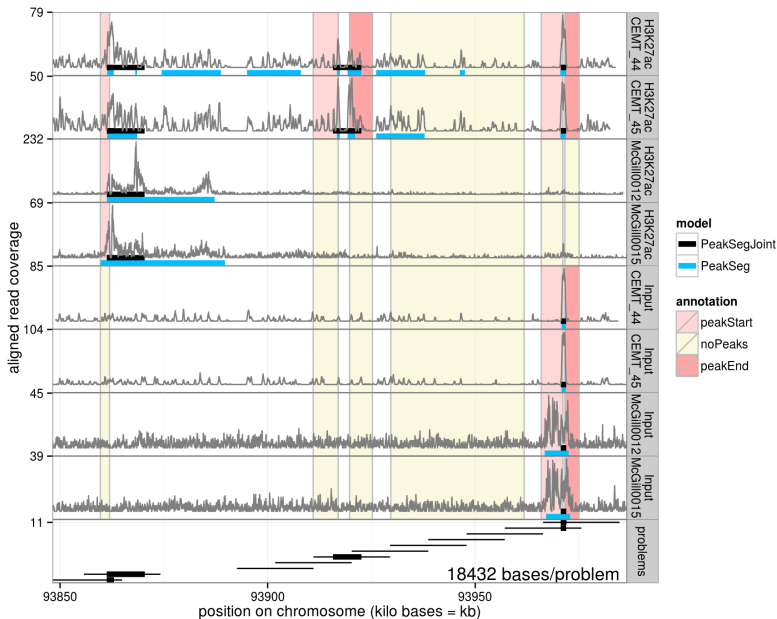 79
H3K27ac
CEMT_44
50
H3K27ac
CEMT_45
232
H3K27ac
McGill0012
69
H3K27ac
McGill0015
85
Input
CEMT_44
104
Input
CEMT_45
45
Input
McGill0012
39
Input
McGill0015
11
problems
18432 bases/problem
93850
93900
93950
position on chromosome (kilo bases = kb)
aligned read coverage
model
PeakSegJoint
PeakSeg
annotation
peakStart
noPeaks
peakEnd